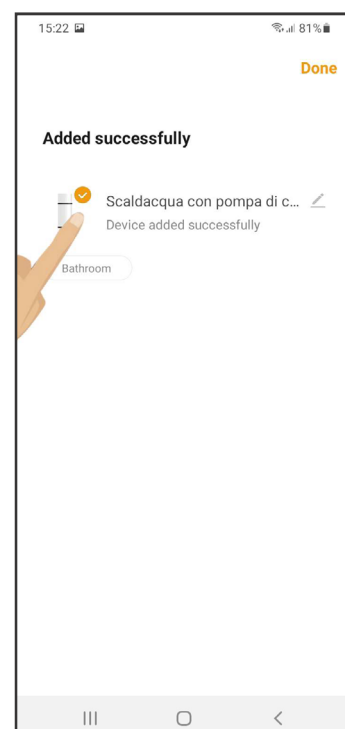 15:22 81%
Done
Added successfully
Scaldacqua con pompa di c...
Device added successfully
Bathroom